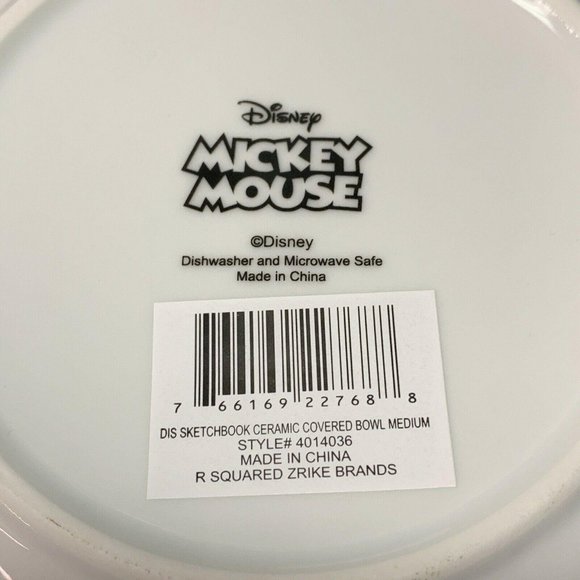 Disney
MICKEY
MOUSE
©Disney
Dishwasher and Microwave Safe
Made in China
7 66169 22768 8
DIS SKETCHBOOK CERAMIC COVERED BOWL MEDIUM
STYLE# 4014036
MADE IN CHINA
R SQUARED ZRIKE BRANDS